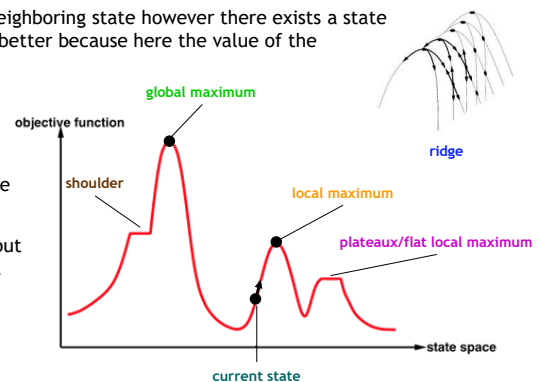 eighboring state however there exists a state
better because here the value of the
global maximum
objective function
ridge
shoulder
local maximum
out
plateaux/flat local maximum
state space
current state